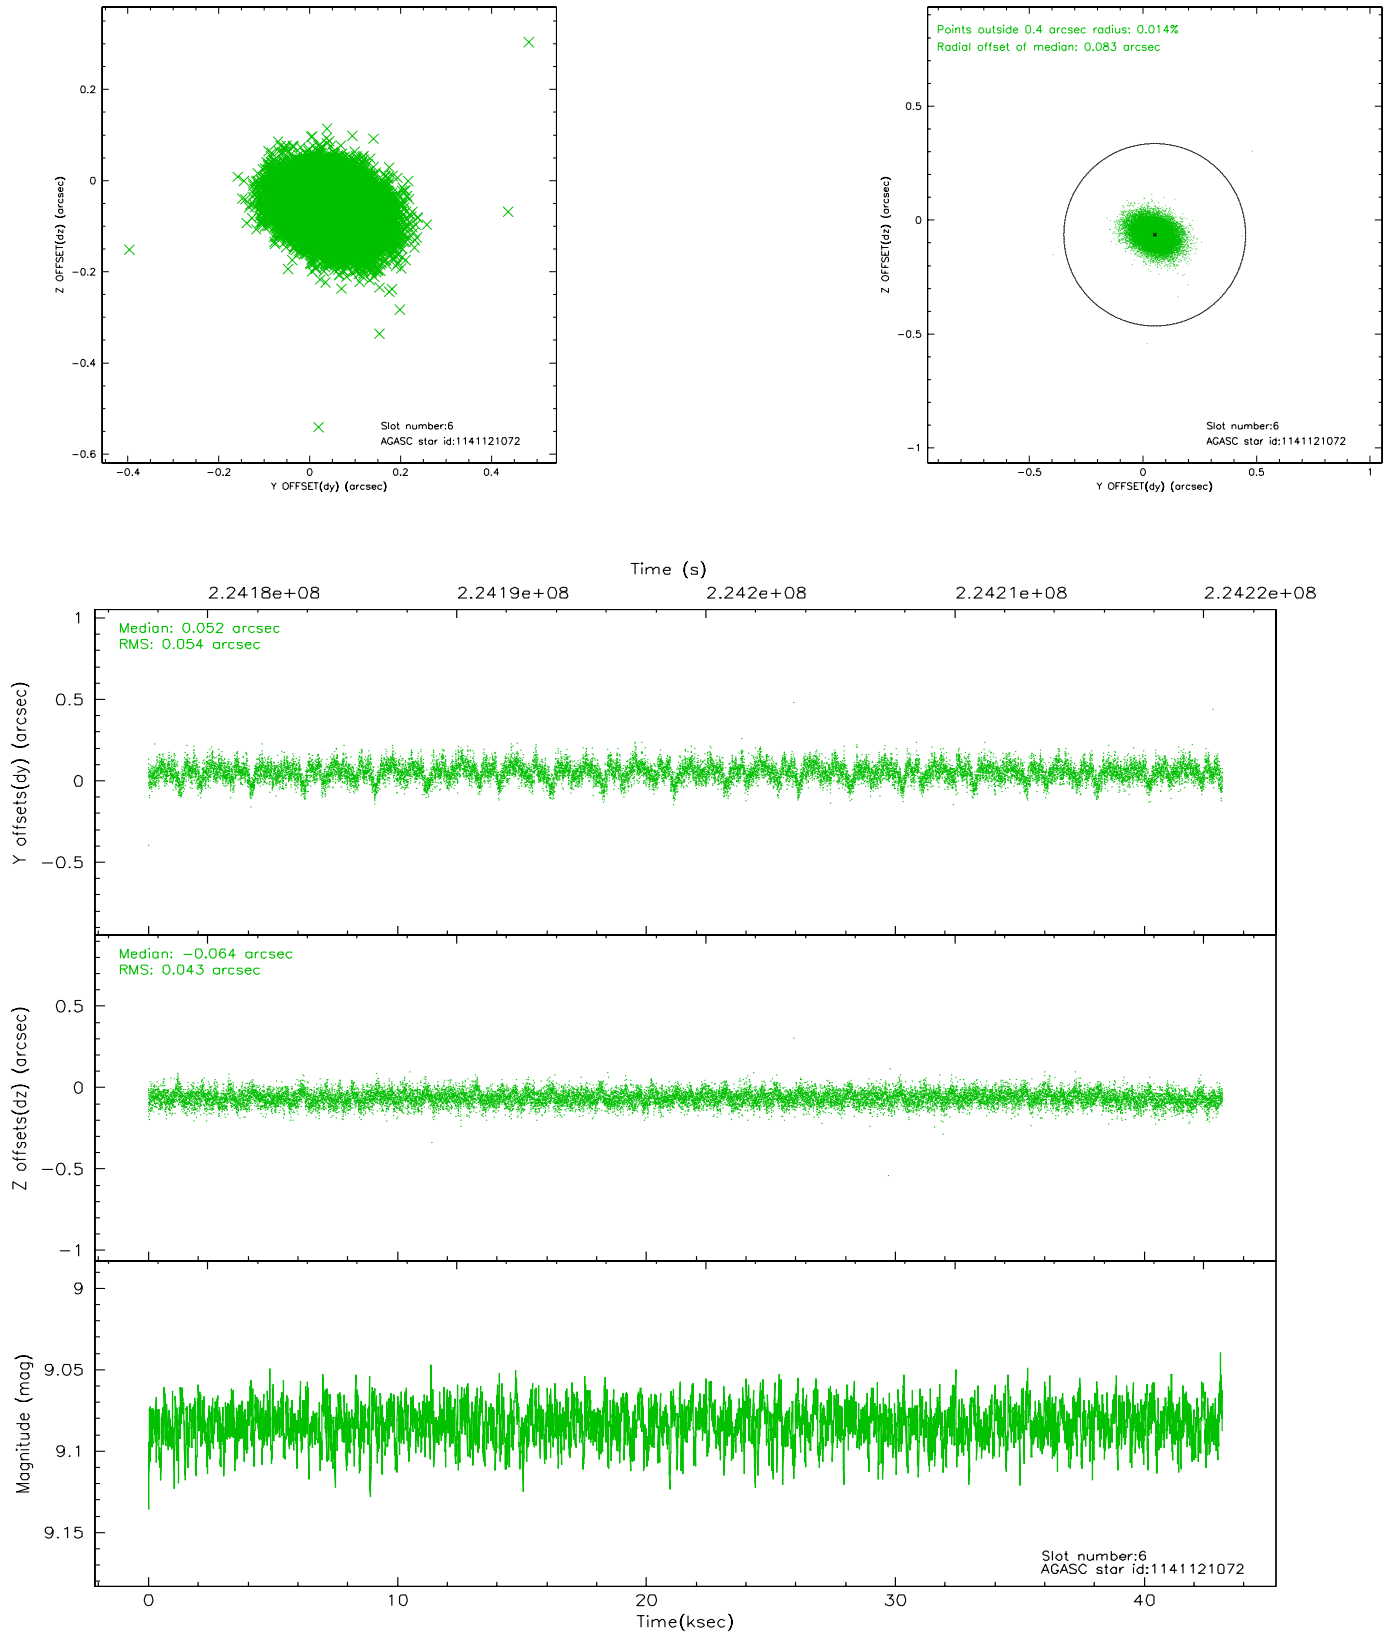 0.2
0
−0.2
−0.4
−0.6
Z OFFSET(dz) (arcsec)
Slot number:6
AGASC star id:1141121072
−0.4 −0.2 0 0.2 0.4
Y OFFSET(dy) (arcsec)
Points outside 0.4 arcsec radius: 0.014%
Radial offset of median: 0.083 arcsec
0.5
0
−0.5
−1
Z OFFSET(dz) (arcsec)
Slot number:6
AGASC star id:1141121072
−0.5 0 0.5 1
Y OFFSET(dy) (arcsec)
Time (s)
2.2418e+08 2.2419e+08 2.242e+08 2.2421e+08 2.2422e+08
Median: 0.052 arcsec
RMS: 0.054 arcsec
1
0.5
0
−0.5
Y offsets(dy) (arcsec)
Median: −0.064 arcsec
RMS: 0.043 arcsec
0.5
0
−0.5
−1
Z offsets(dz) (arcsec)
9
9.05
9.1
9.15
Magnitude (mag)
Slot number:6
AGASC star id:1141121072
0 10 20 30 40
Time(ksec)